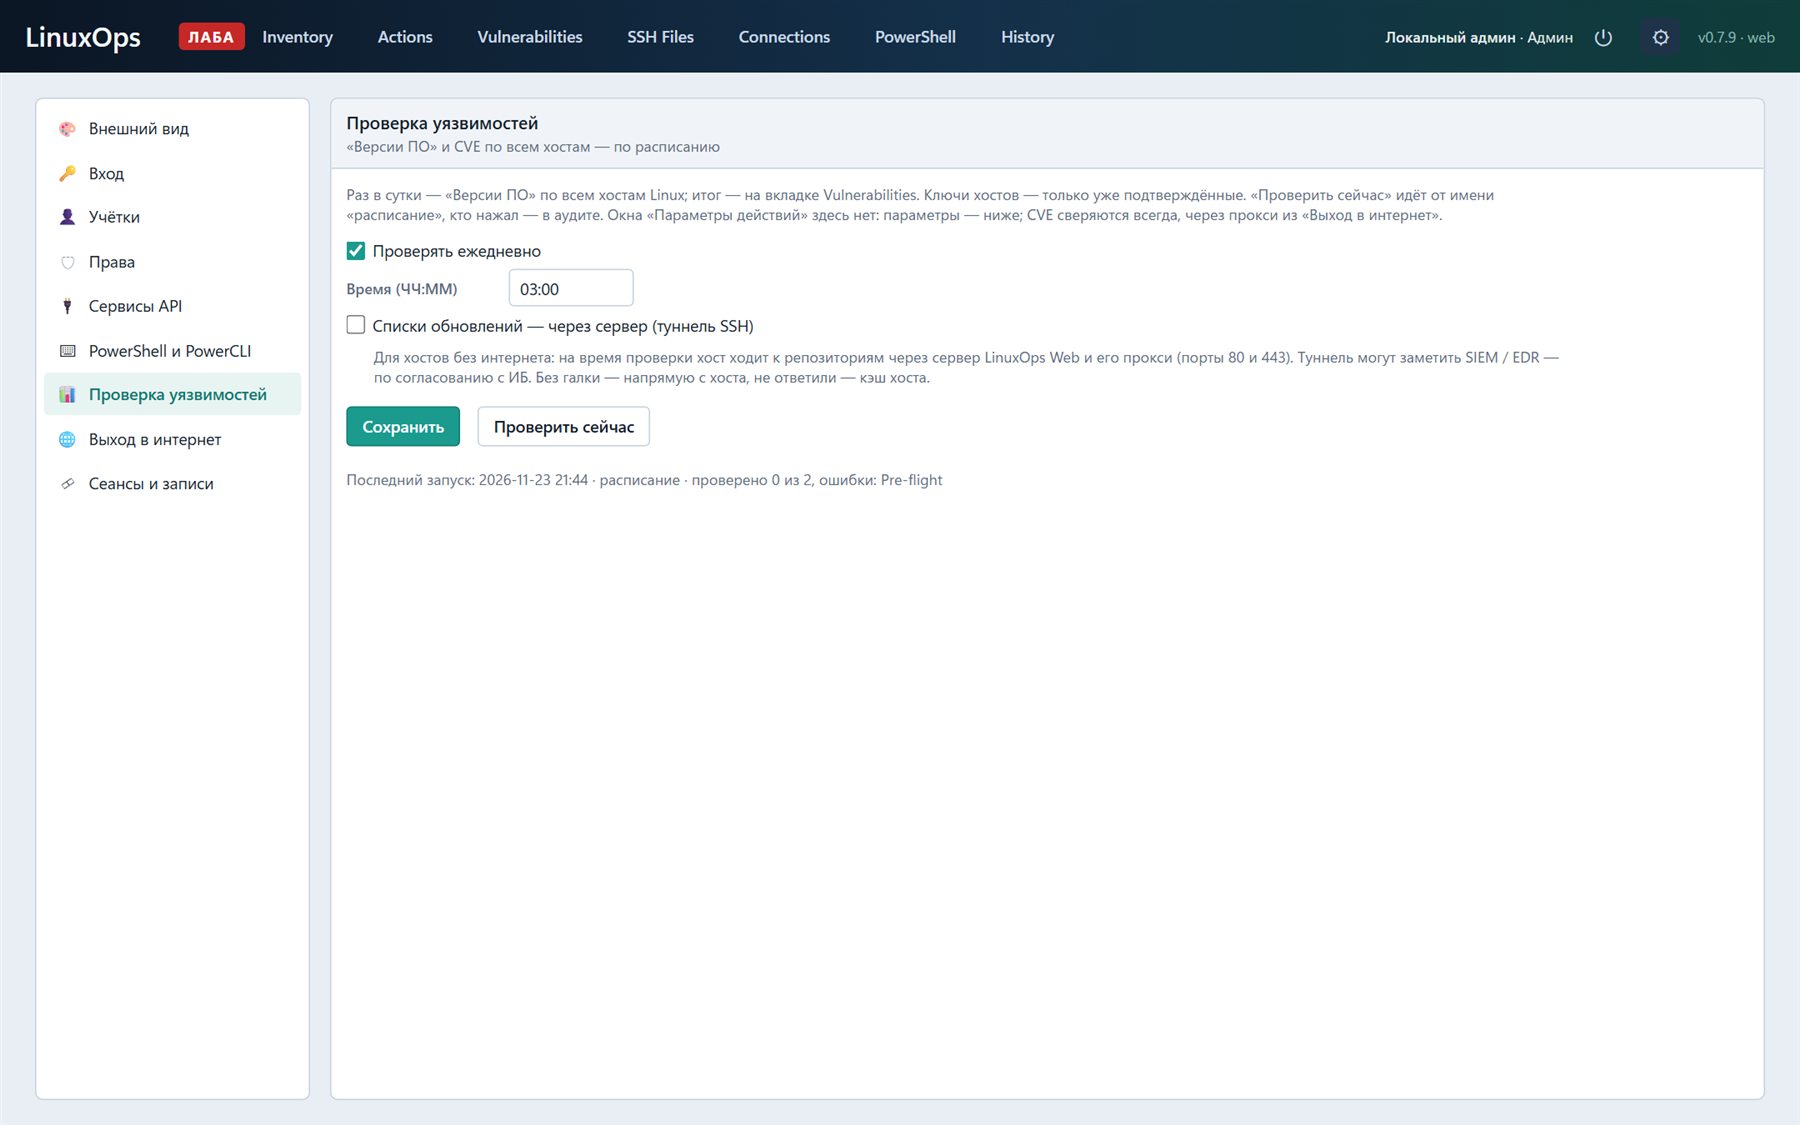 LinuxOps
ЛАБА
Inventory
Actions
Vulnerabilities
SSH Files
Connections
PowerShell
History
Локальный админ · Админ
v0.7.9 · web
Внешний вид
Вход
Учётки
Права
Сервисы API
PowerShell и PowerCLI
Проверка уязвимостей
Выход в интернет
Сеансы и записи
Проверка уязвимостей
«Версии ПО» и CVE по всем хостам — по расписанию
Раз в сутки — «Версии ПО» по всем хостам Linux; итог — на вкладке Vulnerabilities. Ключи хостов — только уже подтверждённые. «Проверить сейчас» идёт от имени
«расписание», кто нажал — в аудите. Окна «Параметры действий» здесь нет: параметры — ниже; CVE сверяются всегда, через прокси из «Выход в интернет».
Проверять ежедневно
Время (ЧЧ:ММ)
03:00
Списки обновлений — через сервер (туннель SSH)
Для хостов без интернета: на время проверки хост ходит к репозиториям через сервер LinuxOps Web и его прокси (порты 80 и 443). Туннель могут заметить SIEM / EDR —
по согласованию с ИБ. Без галки — напрямую с хоста, не ответили — кэш хоста.
Сохранить
Проверить сейчас
Последний запуск: 2026-11-23 21:44 · расписание · проверено 0 из 2, ошибки: Pre-flight